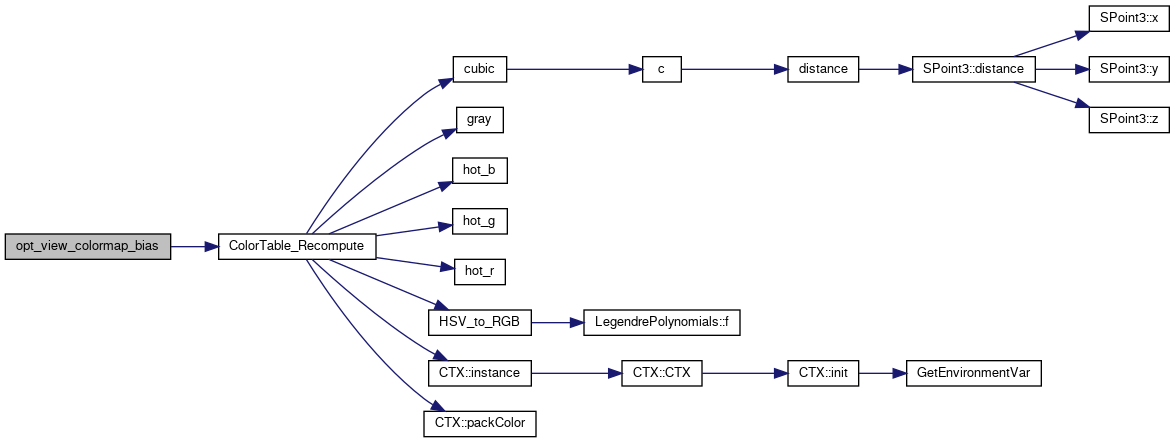 opt_view_colormap_bias
ColorTable_Recompute
cubic
c
distance
SPoint3::distance
SPoint3::x
SPoint3::y
SPoint3::z
gray
hot_b
hot_g
hot_r
HSV_to_RGB
LegendrePolynomials::f
CTX::instance
CTX::CTX
CTX::init
GetEnvironmentVar
CTX::packColor